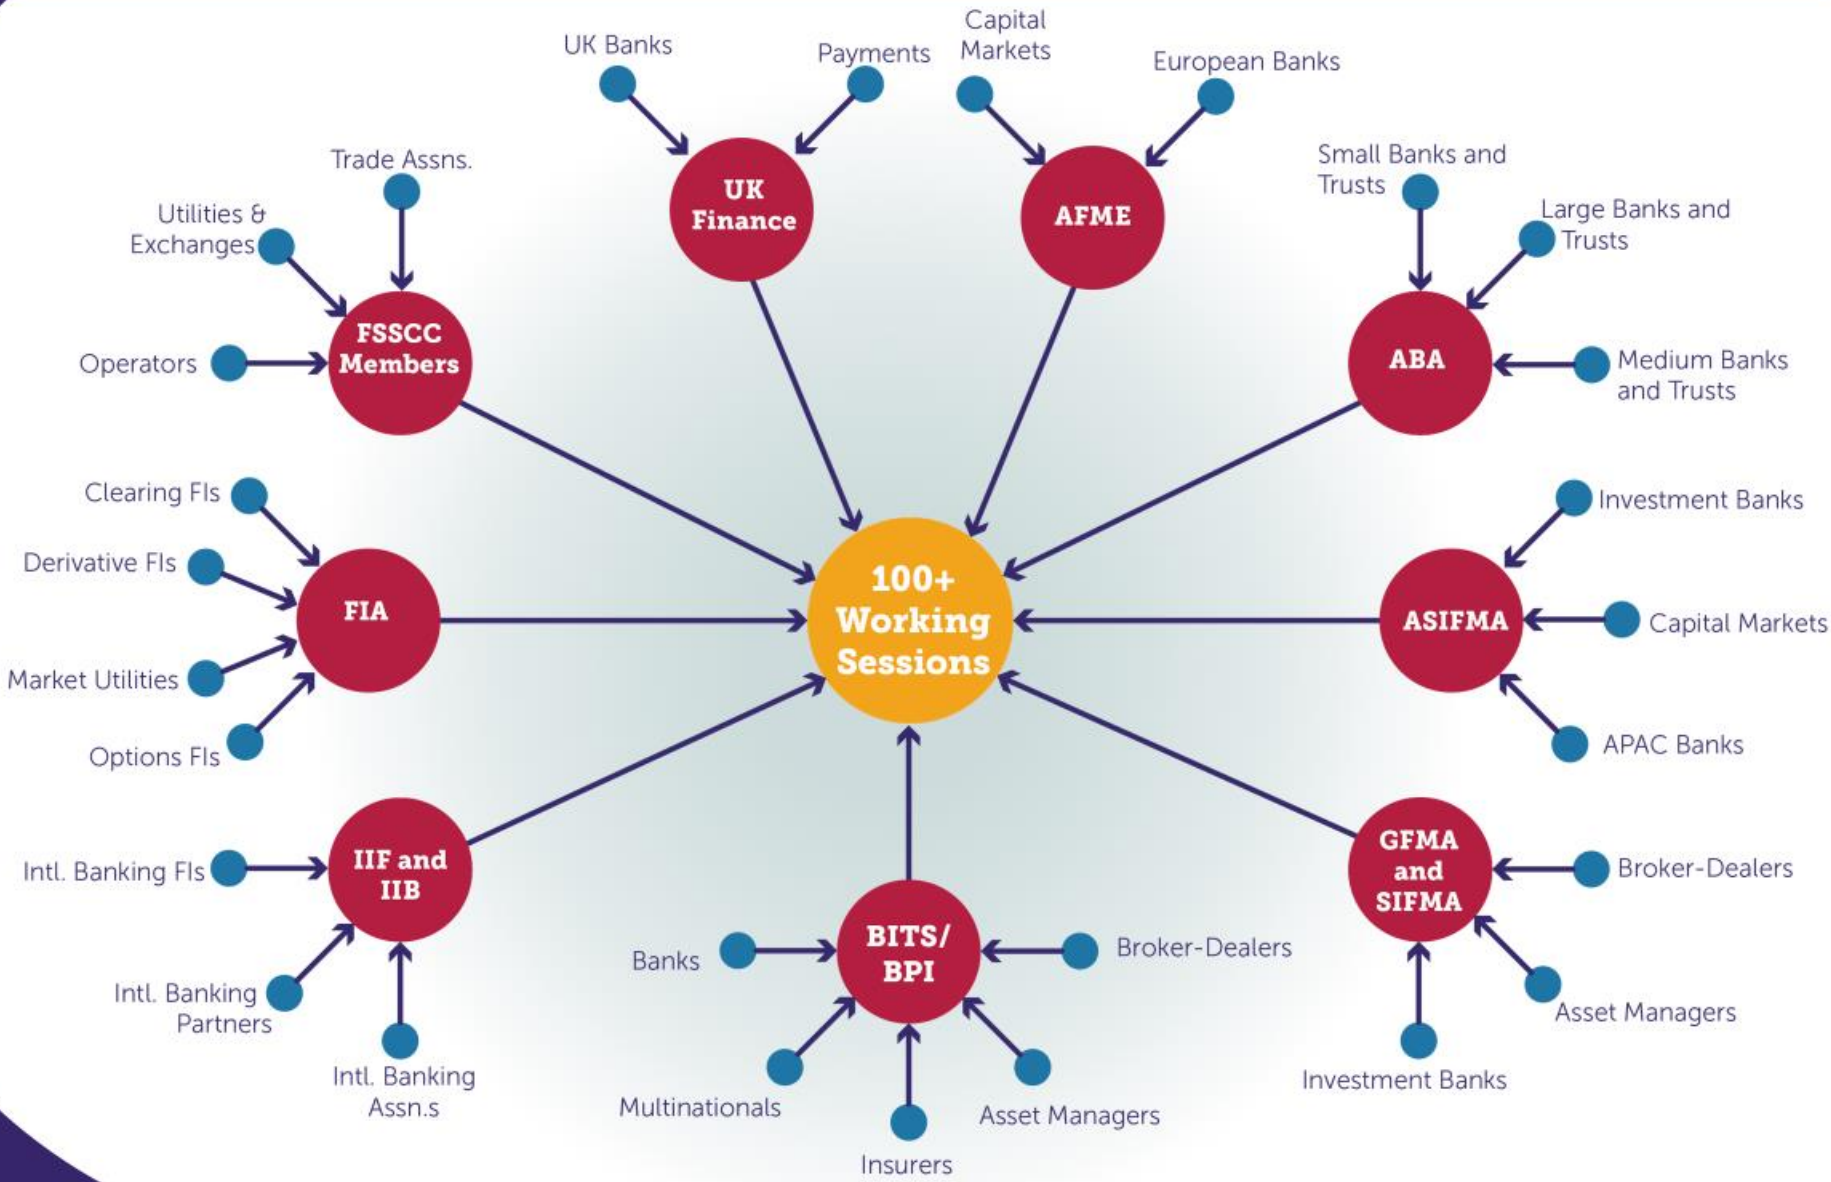 Capital
Markets
UK Banks
Payments
European Banks
Trade Assns.
Small Banks and
Trusts
Utilities &
Exchanges
UK
Finance
AFME
Large Banks and
Trusts
FSSCC
Members
Operators
ABA
Medium Banks
and Trusts
Clearing FIs
Investment Banks
Derivative FIs
FIA
100+
Working
Sessions
ASIFMA
Capital Markets
Market Utilities
Options FIs
APAC Banks
Intl. Banking FIs
IIF and
IIB
GFMA
and
SIFMA
Broker-Dealers
Banks
BITS/
BPI
Broker-Dealers
Intl. Banking
Partners
Asset Managers
Intl. Banking
Assn.s
Investment Banks
Multinationals
Asset Managers
Insurers